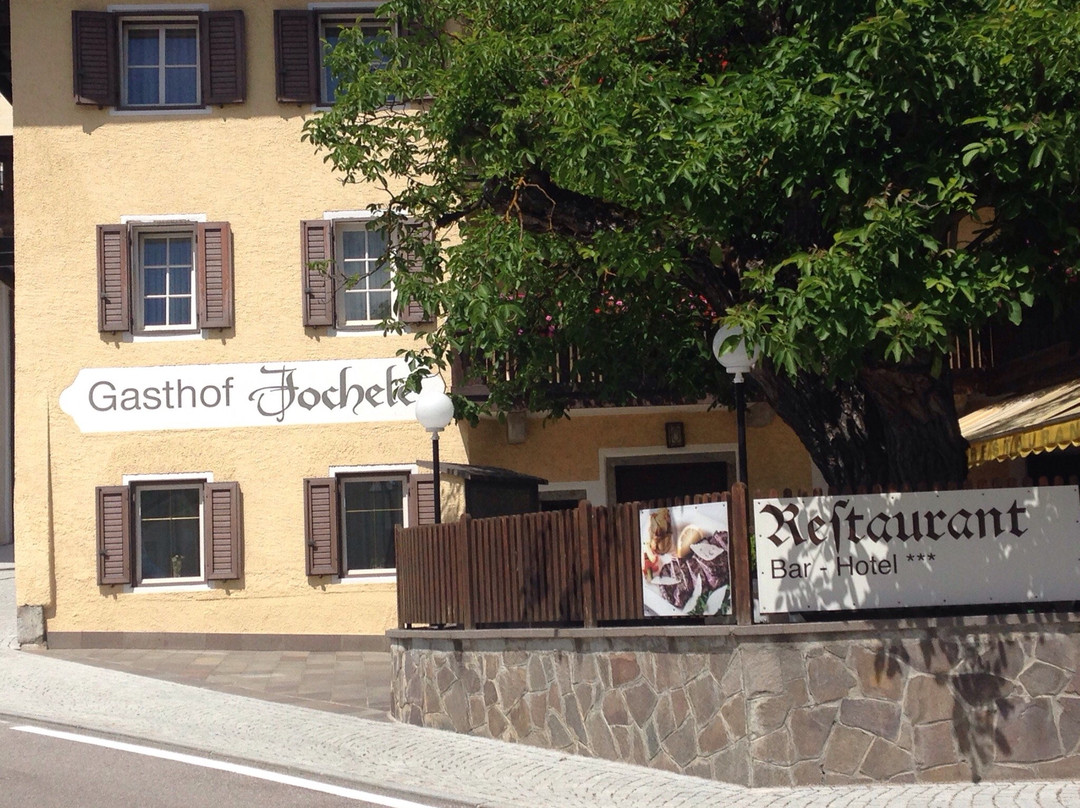 Gasthof Jochele
Reſtaurant
Bar - Hotel ***